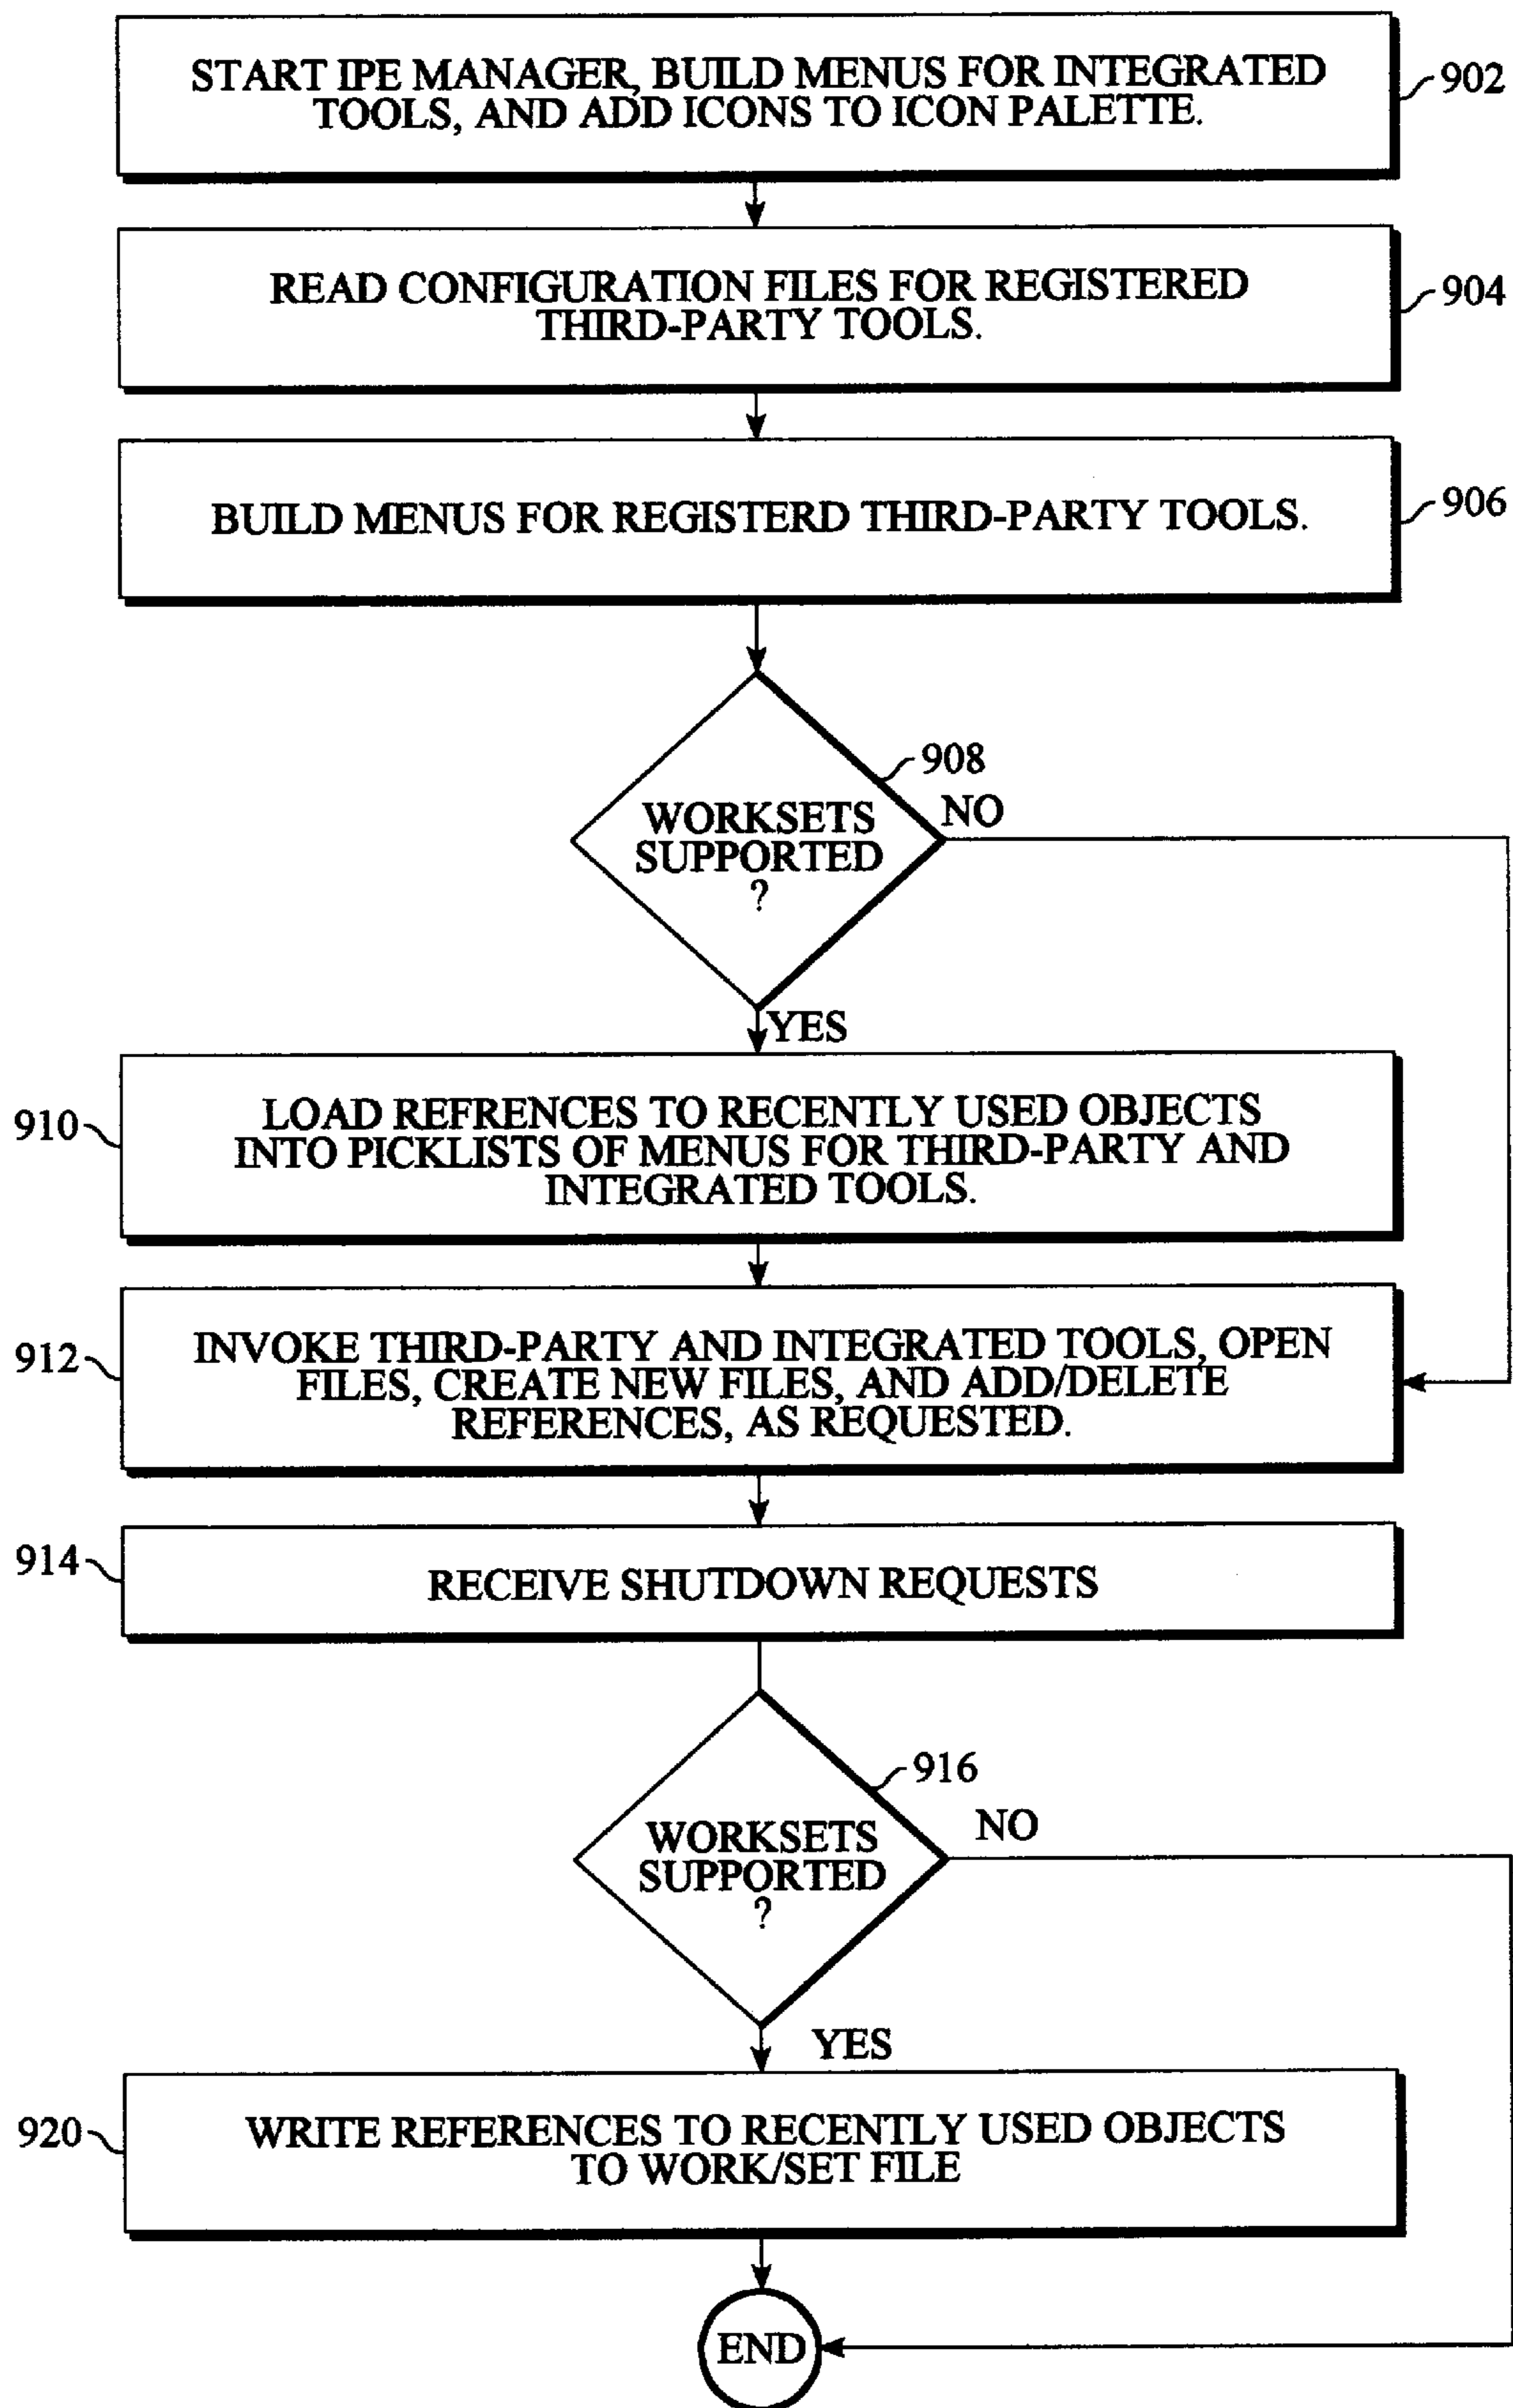 START IPE MANAGER, BUILD MENUS FOR INTEGRATED
TOOLS, AND ADD ICONS TO ICON PALETTE.
902
READ CONFIGURATION FILES FOR REGISTERED
THIRD-PARTY TOOLS.
904
BUILD MENUS FOR REGISTERD THIRD-PARTY TOOLS.
906
908
WORKSETS
SUPPORTED
?
NO
YES
910
LOAD REFRENCES TO RECENTLY USED OBJECTS
INTO PICKLISTS OF MENUS FOR THIRD-PARTY AND
INTEGRATED TOOLS.
912
INVOKE THIRD-PARTY AND INTEGRATED TOOLS, OPEN
FILES, CREATE NEW FILES, AND ADD/DELETE
REFERENCES, AS REQUESTED.
914
RECEIVE SHUTDOWN REQUESTS
916
WORKSETS
SUPPORTED
?
NO
YES
920
WRITE REFERENCES TO RECENTLY USED OBJECTS
TO WORK/SET FILE
END